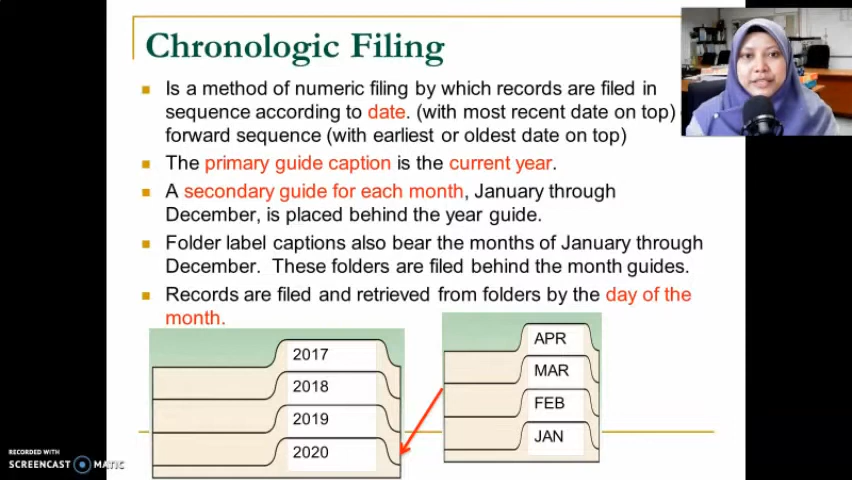 Chronologic Filing
Is a method of numeric filing by which records are filed in
sequence according to date. (with most recent date on top)
forward sequence (with earliest or oldest date on top)
The primary guide caption is the current year.
A secondary guide for each month, January through
December, is placed behind the year guide.
Folder label captions also bear the months of January through
December. These folders are filed behind the month guides.
Records are filed and retrieved from folders by the day of the
month.
2017
2018
2019
2020
APR
MAR
FEB
JAN
RECORDED WITH
SCREENCAST MATIC